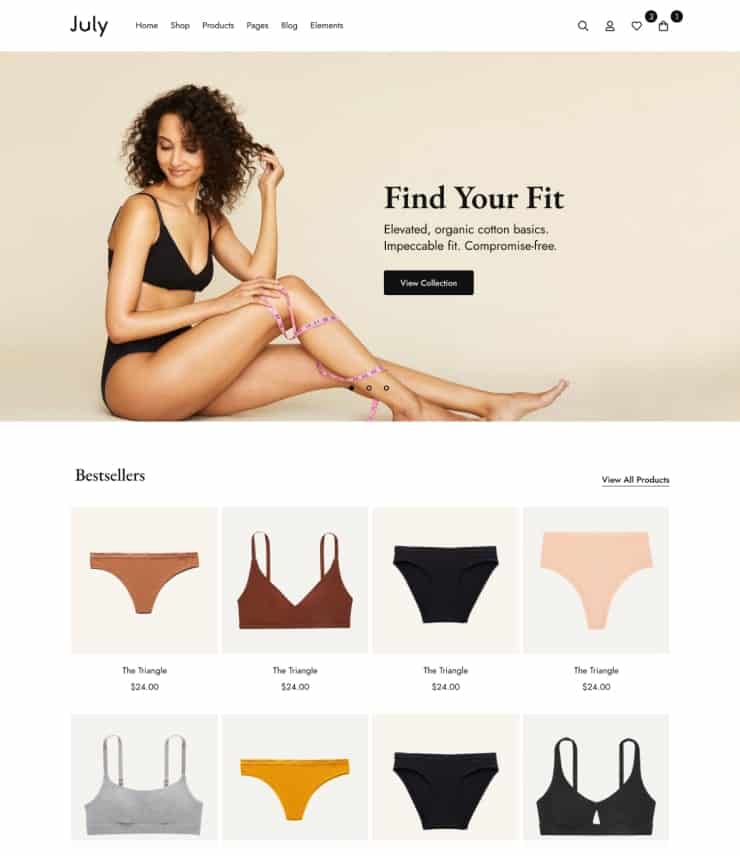 July
Home Shop Products Pages Blog Elements
2 1
Find Your Fit
Elevated, organic cotton basics.
Impeccable fit. Compromise-free.
View Collection
Bestsellers
View All Products
The Triangle The Triangle The Triangle The Triangle
$24.00 $24.00 $24.00 $24.00